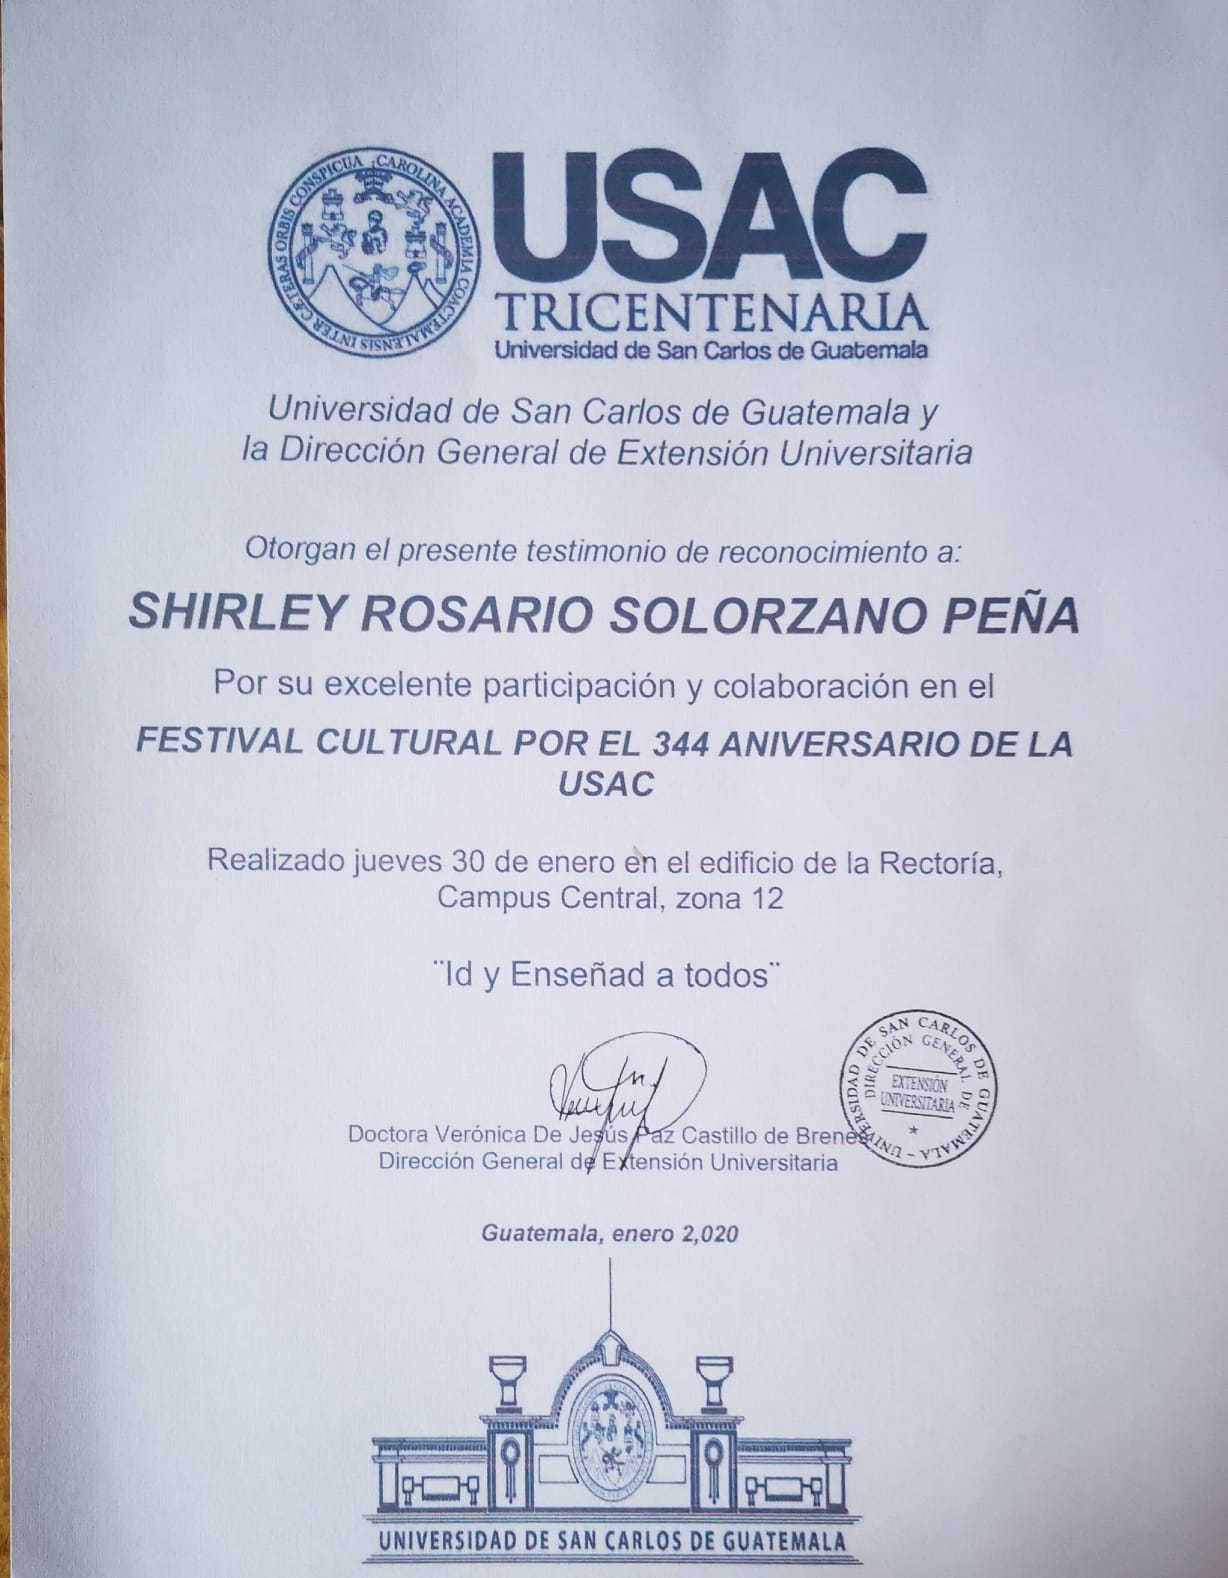 CAROLINA ACADEMIA COACTEMALENSIS INTER CÆTERAS ORBIS CONSPICUA
USAC
TRICENTENARIA
Universidad de San Carlos de Guatemala
Universidad de San Carlos de Guatemala y
la Dirección General de Extensión Universitaria
Otorgan el presente testimonio de reconocimiento a:
SHIRLEY ROSARIO SOLORZANO PEÑA
Por su excelente participación y colaboración en el
FESTIVAL CULTURAL POR EL 344 ANIVERSARIO DE LA
USAC
Realizado jueves 30 de enero en el edificio de la Rectoría,
Campus Central, zona 12
¨Id y Enseñad a todos¨
UNIVERSIDAD DE SAN CARLOS DE GUATEMALA -
DIRECCIÓN GENERAL DE
EXTENSIÓN
UNIVERSITARIA
Doctora Verónica De Jesús Paz Castillo de Brenes
Dirección General de Extensión Universitaria
Guatemala, enero 2,020
UNIVERSIDAD DE SAN CARLOS DE GUATEMALA